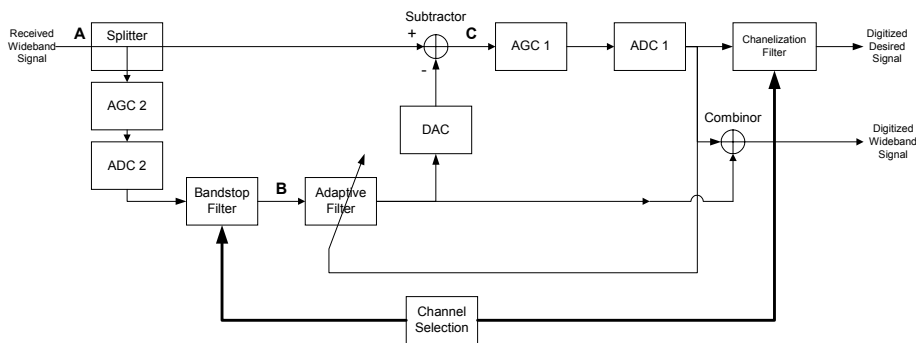 Received
Wideband
Signal
A
Splitter
Subtractor
+
-
C
AGC 1
ADC 1
Chanelization
Filter
Digitized
Desired
Signal
AGC 2
DAC
Combinor
ADC 2
Digitized
Wideband
Signal
Bandstop
Filter
B
Adaptive
Filter
Channel
Selection